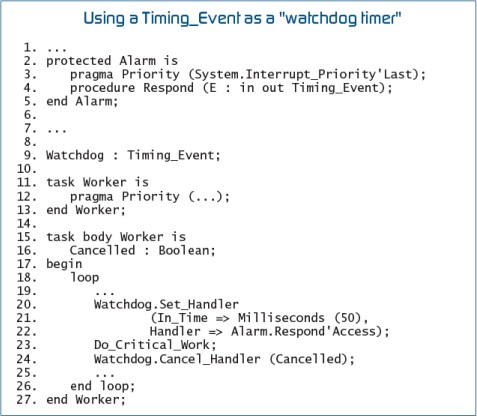 Using a Timing_Event as a "watchdog timer"
1. ...
2. protected Alarm is
3. pragma Priority (System.Interrupt_Priority'Last);
4. procedure Respond (E : in out Timing_Event);
5. end Alarm;
6.
7. ...
8.
9. Watchdog : Timing_Event;
10.
11. task Worker is
12. pragma Priority (...);
13. end Worker;
14.
15. task body Worker is
16. Cancelled : Boolean;
17. begin
18. loop
19. ...
20. Watchdog.Set_Handler
21. (In_Time => Milliseconds (50),
22. Handler => Alarm.Respond'Access);
23. Do_Critical_Work;
24. Watchdog.Cancel_Handler (Cancelled);
25. ...
26. end loop;
27. end Worker;